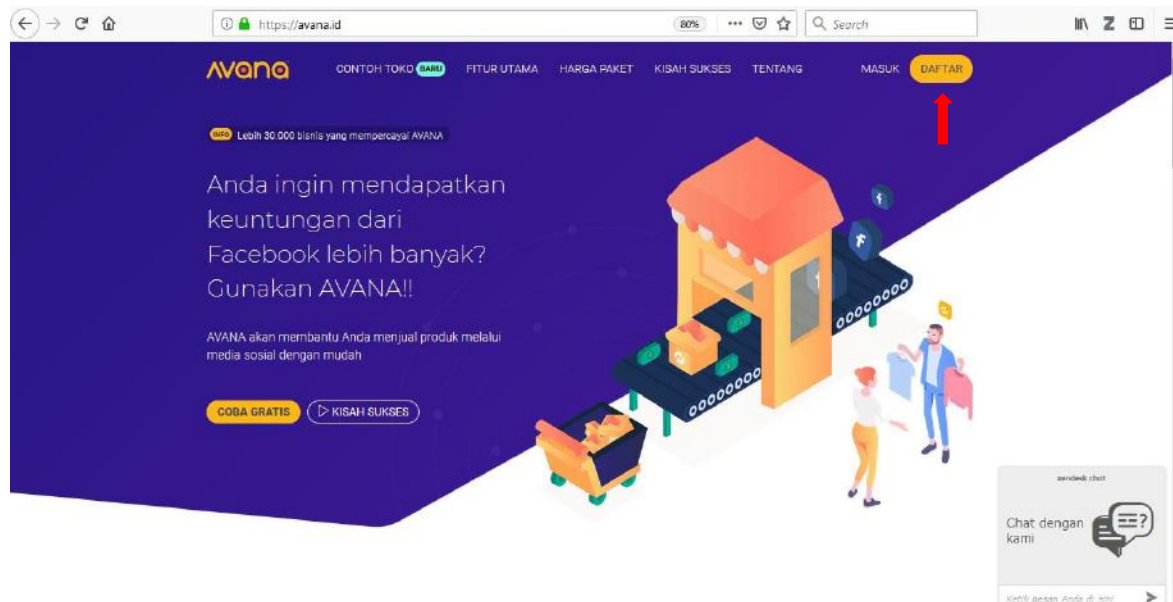 https://avana.id
80%
Search
AVANA
CONTOH TOKO BARU
FITUR UTAMA
HARGA PAKET
KISAH SUKSES
TENTANG
MASUK
DAFTAR
INFO Lebih 30.000 bisnis yang mempercayai AVANA
Anda ingin mendapatkan
keuntungan dari
Facebook lebih banyak?
Gunakan AVANA!!
AVANA akan membantu Anda menjual produk melalui
media sosial dengan mudah
COBA GRATIS
KISAH SUKSES
zendesk chat
Chat dengan
kami
Ketik pesan Anda di sini